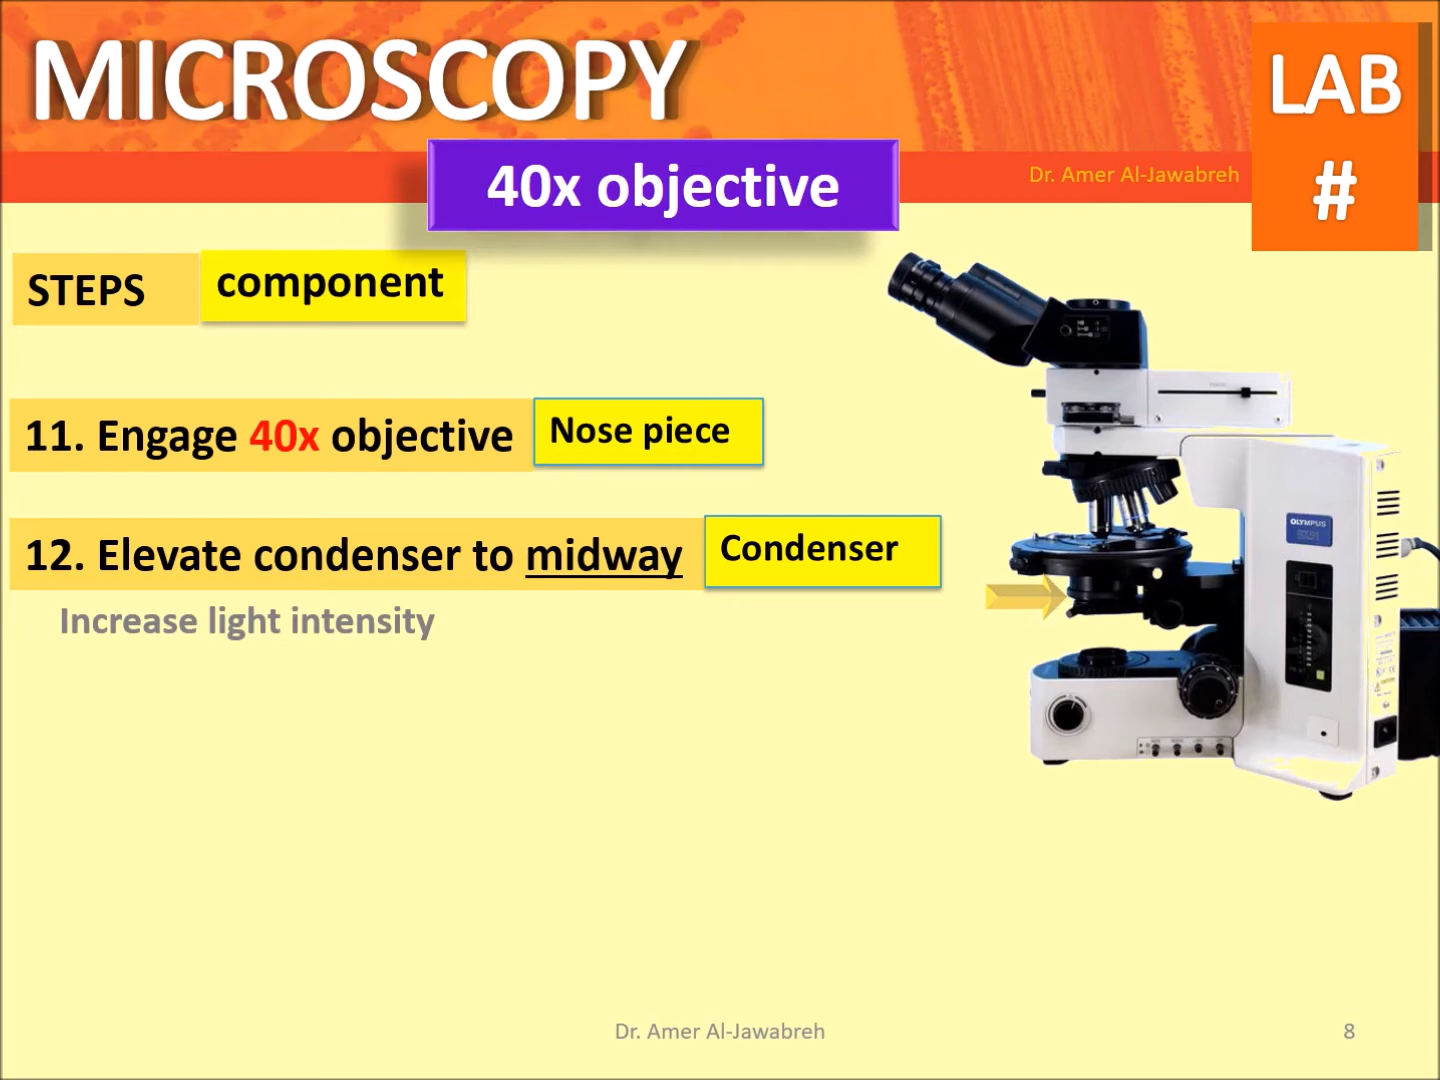 MICROSCOPY
LAB
#
40x objective
Dr. Amer Al-Jawabreh
STEPS
component
11. Engage 40x objective
Nose piece
12. Elevate condenser to midway
Condenser
Increase light intensity
OLYMPUS
Dr. Amer Al-Jawabreh
8